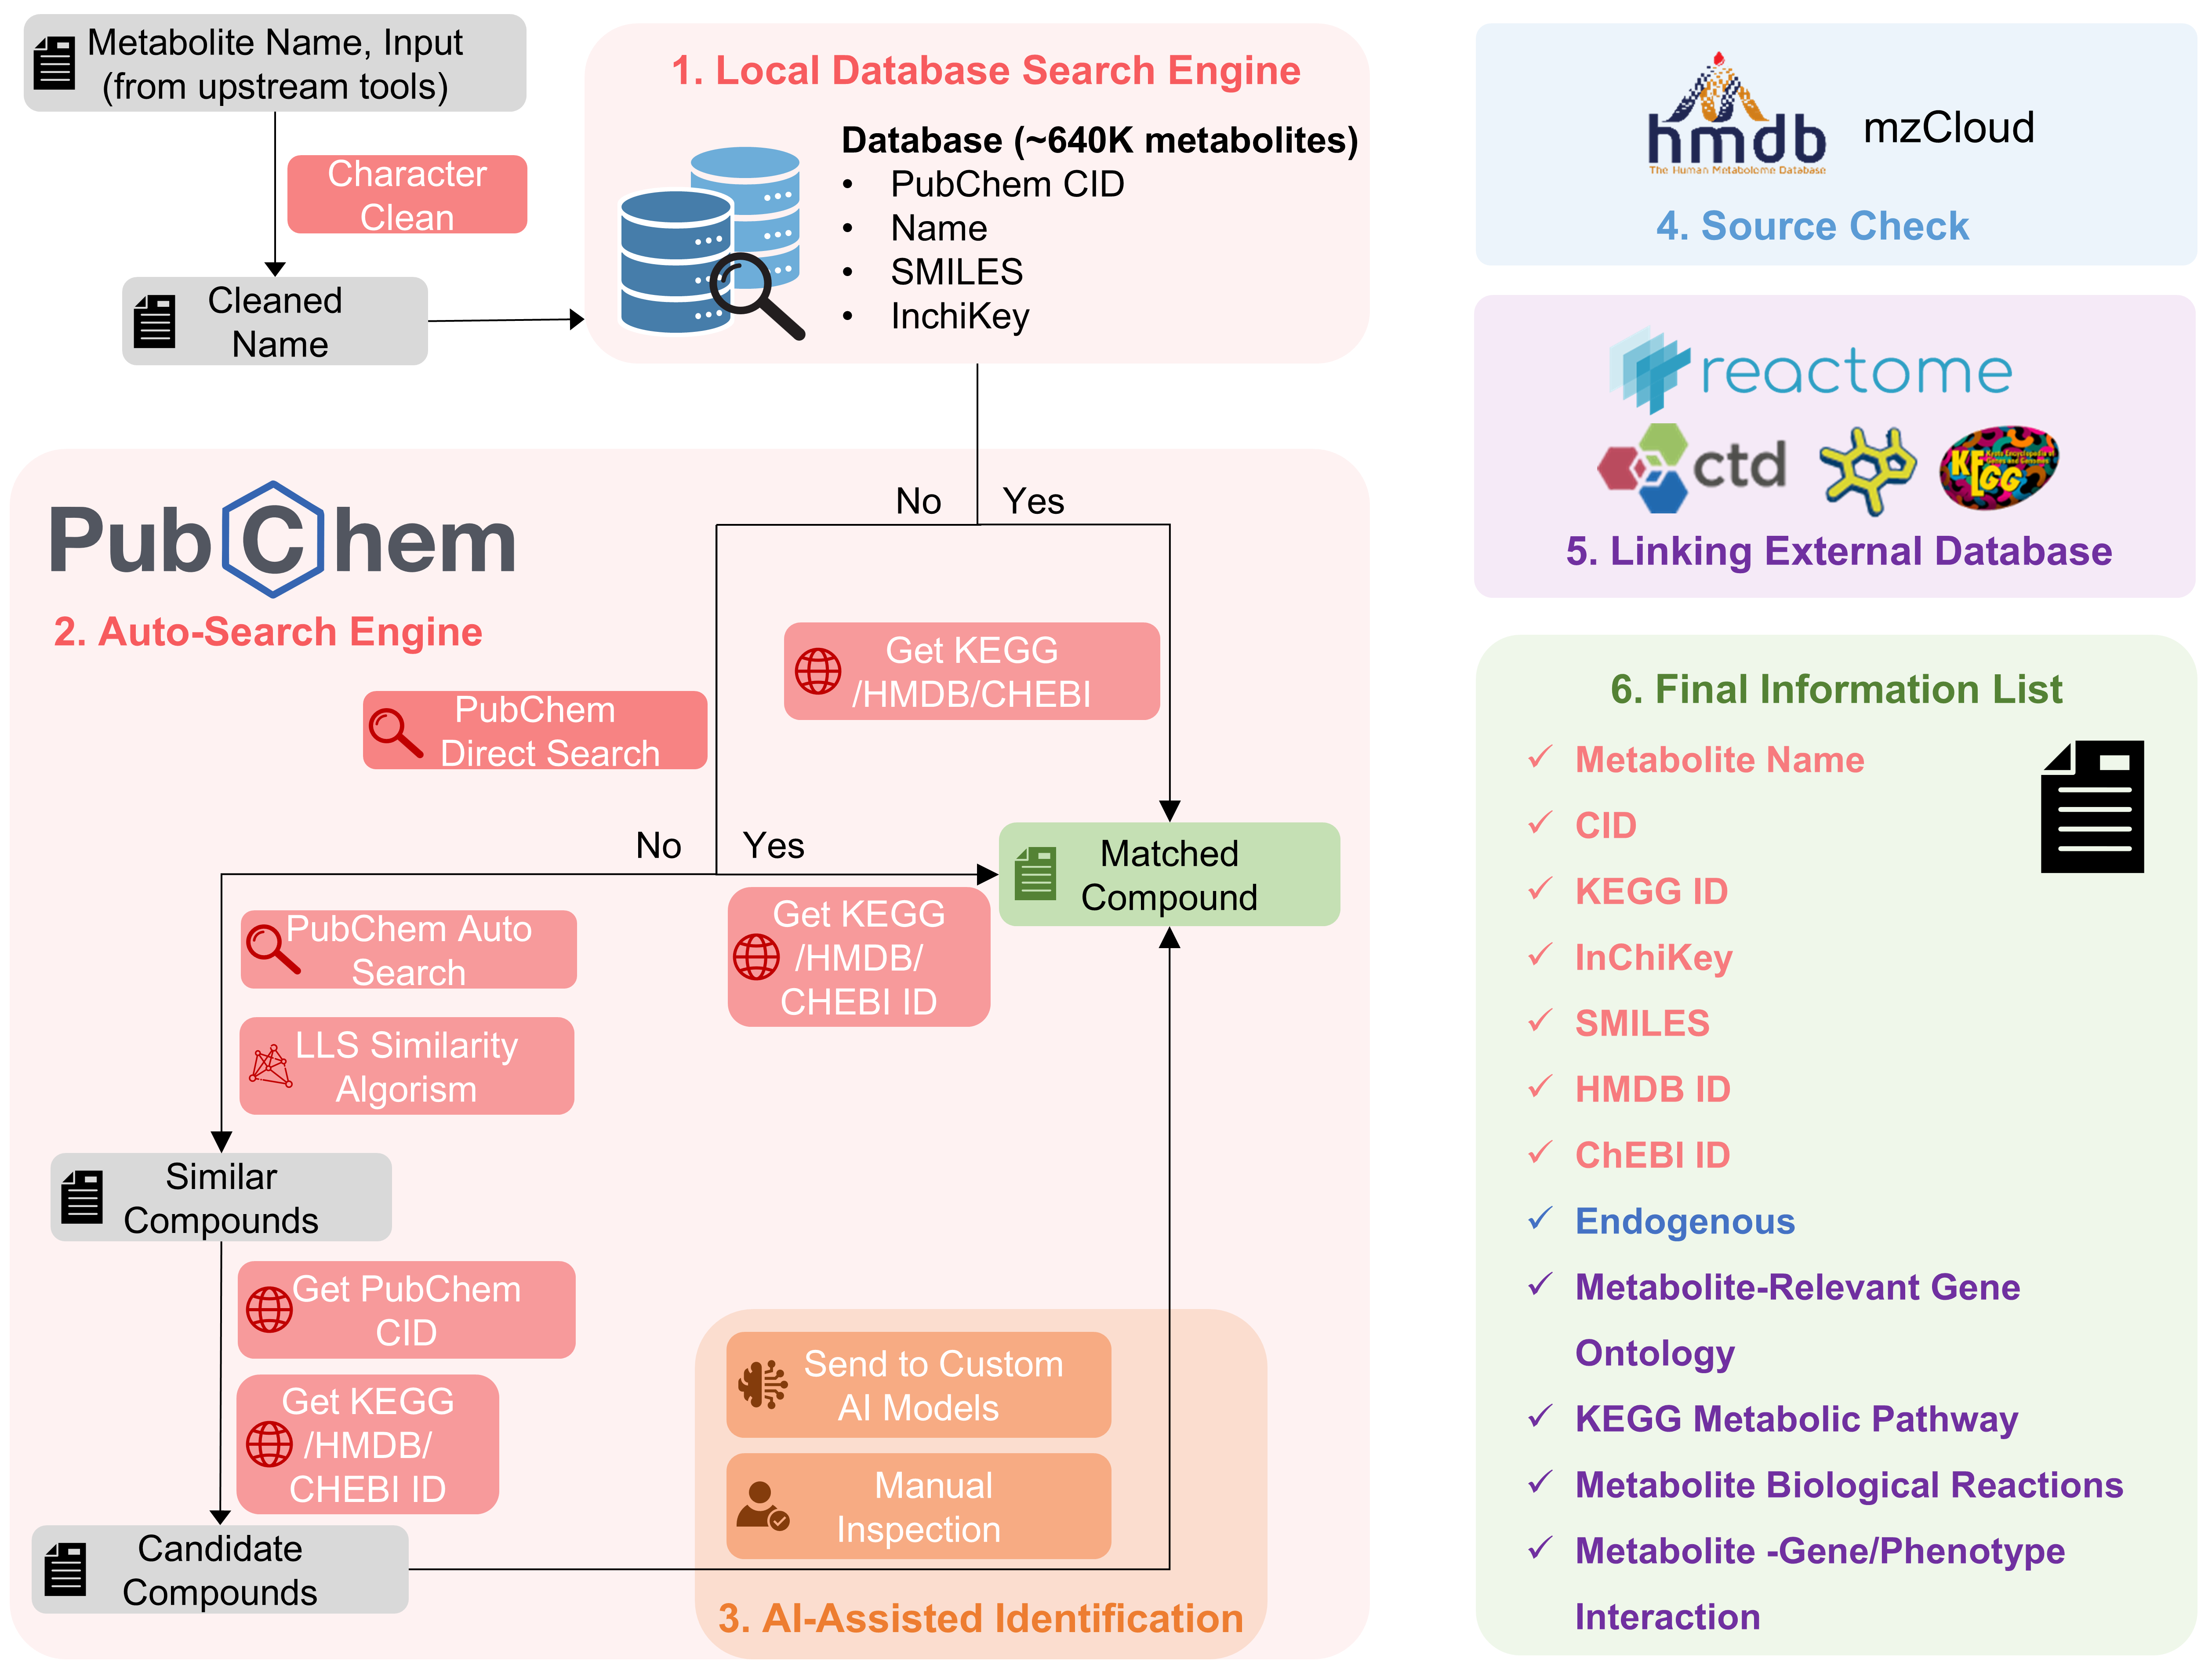 Metabolite Name, Input
(from upstream tools)
Character
Clean
Cleaned
Name
1. Local Database Search Engine
Database (~640K metabolites)
• PubChem CID
• Name
• SMILES
• InchiKey
No Yes
PubChem
2. Auto-Search Engine
Get KEGG
/HMDB/CHEBI
PubChem
Direct Search
No Yes
Matched
Compound
Get KEGG
/HMDB/
CHEBI ID
PubChem Auto
Search
LLS Similarity
Algorism
Similar
Compounds
Get PubChem
CID
Get KEGG
/HMDB/
CHEBI ID
Candidate
Compounds
Send to Custom
AI Models
Manual
Inspection
3. AI-Assisted Identification
hmdb
The Human Metabolome Database
mzCloud
4. Source Check
reactome
ctd
Kyoto Encyclopedia of
Genes and Genomes
KEGG
5. Linking External Database
6. Final Information List
✓ Metabolite Name
✓ CID
✓ KEGG ID
✓ InChiKey
✓ SMILES
✓ HMDB ID
✓ ChEBI ID
✓ Endogenous
✓ Metabolite-Relevant Gene
Ontology
✓ KEGG Metabolic Pathway
✓ Metabolite Biological Reactions
✓ Metabolite -Gene/Phenotype
Interaction